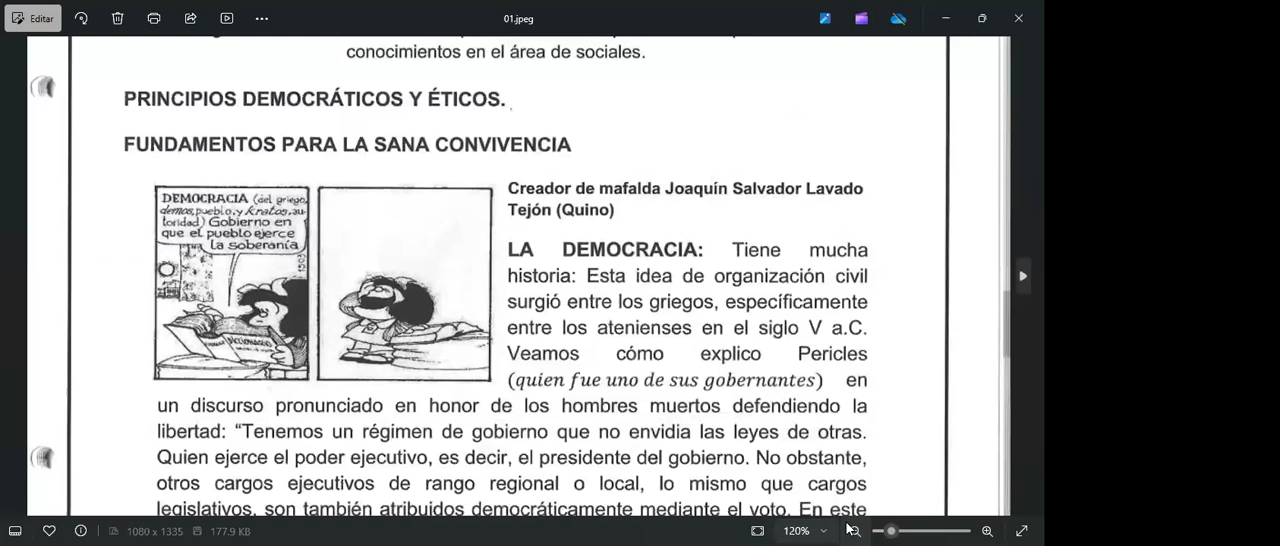 Editar
01.jpeg
conocimientos en el área de sociales.
PRINCIPIOS DEMOCRÁTICOS Y ÉTICOS.
FUNDAMENTOS PARA LA SANA CONVIVENCIA
DEMOCRACIA (del griego,
demos, pueblo, y kratos, au-
toridad) Gobierno en
que el pueblo ejerce
la soberanía
DICCIONARIO
Creador de mafalda Joaquín Salvador Lavado
Tejón (Quino)
LA DEMOCRACIA: Tiene mucha
historia: Esta idea de organización civil
surgió entre los griegos, específicamente
entre los atenienses en el siglo V a.C.
Veamos cómo explico Pericles
(quien fue uno de sus gobernantes) en
un discurso pronunciado en honor de los hombres muertos defendiendo la
libertad: “Tenemos un régimen de gobierno que no envidia las leyes de otras.
Quien ejerce el poder ejecutivo, es decir, el presidente del gobierno. No obstante,
otros cargos ejecutivos de rango regional o local, lo mismo que cargos
legislativos, son también atribuidos democráticamente mediante el voto. En este
1080 x 1335
177.9 KB
120%